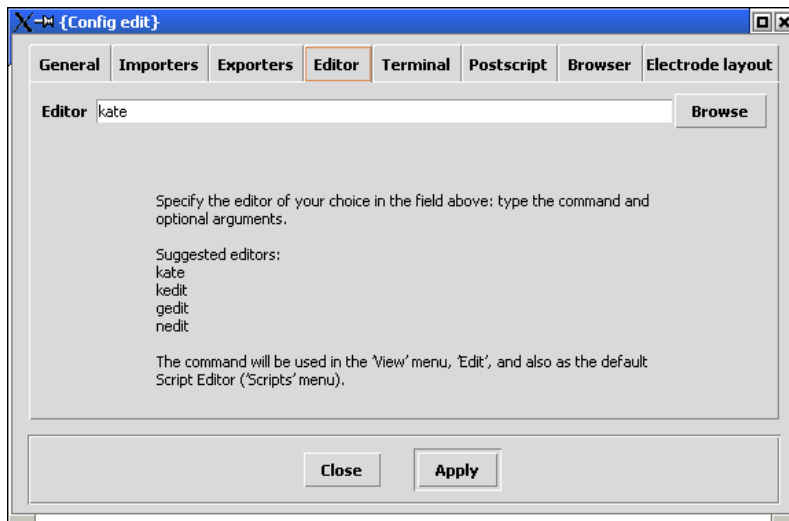 {Config edit}
General Importers Exporters Editor Terminal Postscript Browser Electrode layout
Editor kate Browse
Specify the editor of your choice in the field above: type the command and
optional arguments.
Suggested editors:
kate
kedit
gedit
nedit
The command will be used in the 'View' menu, 'Edit', and also as the default
Script Editor ('Scripts' menu).
Close Apply